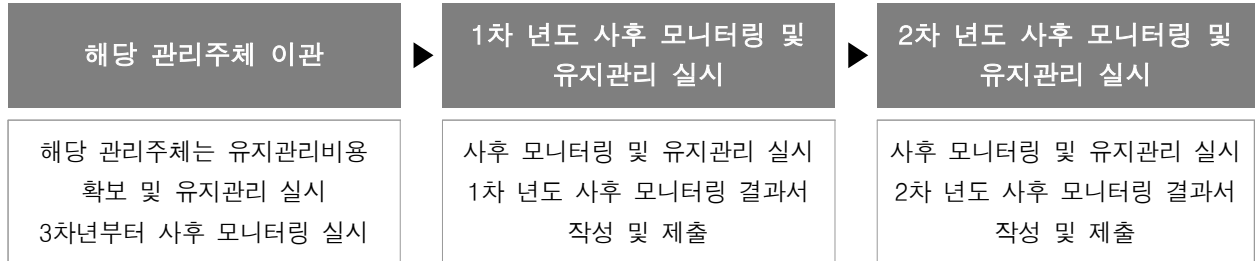 해당 관리주체 이관
▶
1차 년도 사후 모니터링 및
유지관리 실시
▶
2차 년도 사후 모니터링 및
유지관리 실시
해당 관리주체는 유지관리비용
확보 및 유지관리 실시
3차년부터 사후 모니터링 실시
사후 모니터링 및 유지관리 실시
1차 년도 사후 모니터링 결과서
작성 및 제출
사후 모니터링 및 유지관리 실시
2차 년도 사후 모니터링 결과서
작성 및 제출